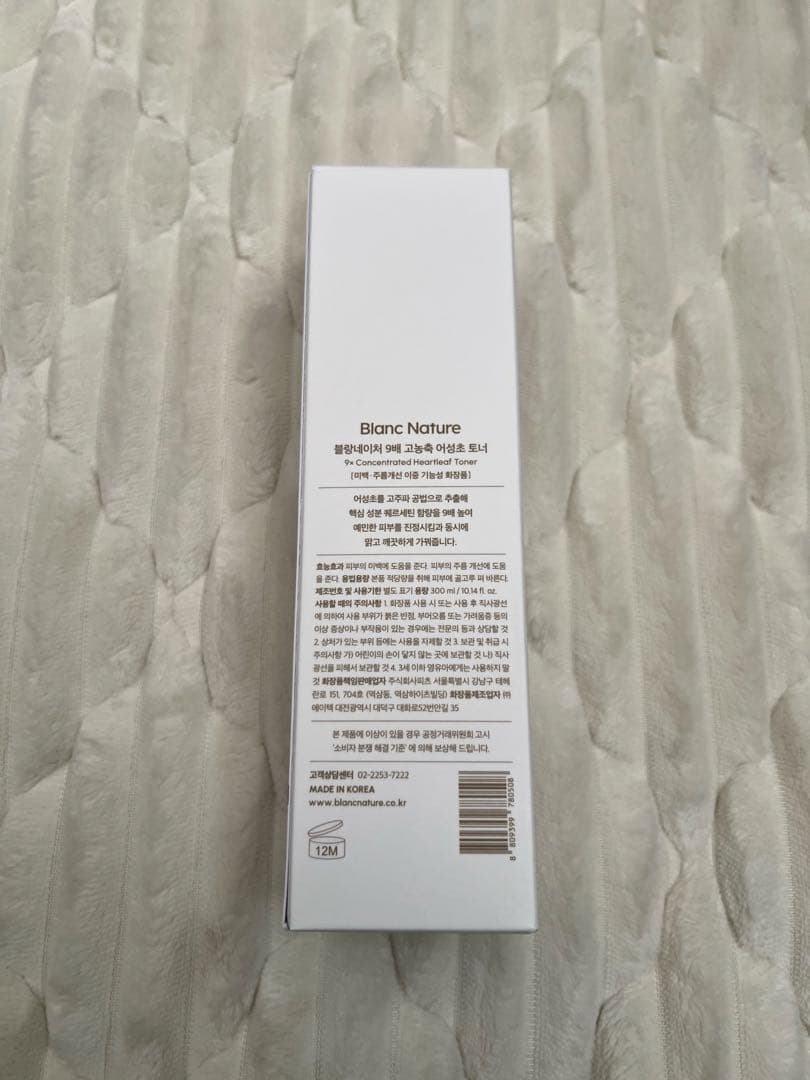 Blanc Nature
블랑네이처 9배 고농축 어성초 토너
9× Concentrated Heartleaf Toner
[미백·주름개선 이중 기능성 화장품]
어성초를 고주파 공법으로 추출해
핵심 성분 퀘르세틴 함량을 9배 높여
예민한 피부를 진정시킴과 동시에
맑고 깨끗하게 가꿔줍니다.
효능효과 피부의 미백에 도움을 준다. 피부의 주름 개선에 도움
을 준다. 용법용량 본품 적당량을 취해 피부에 골고루 펴 바른다.
제조번호 및 사용기한 별도 표기 용량 300 ml / 10.14 fl. oz.
사용할 때의 주의사항 1. 화장품 사용 시 또는 사용 후 직사광선
에 의하여 사용 부위가 붉은 반점, 부어오름 또는 가려움증 등의
이상 증상이나 부작용이 있는 경우에는 전문의 등과 상담할 것
2. 상처가 있는 부위 등에는 사용을 자제할 것 3. 보관 및 취급 시
주의사항 가) 어린이의 손이 닿지 않는 곳에 보관할 것 나) 직사
광선을 피해서 보관할 것 4. 3세 이하 영유아에게는 사용하지 말
것 화장품책임판매업자 주식회사피츠 서울특별시 강남구 테헤
란로 151, 704호 (역삼동, 역삼하이츠빌딩) 화장품제조업자 ㈜
에이텍 대전광역시 대덕구 대화로52번안길 35
본 제품에 이상이 있을 경우 공정거래위원회 고시
'소비자 분쟁 해결 기준' 에 의해 보상해 드립니다.
고객상담센터 02-2253-7222
MADE IN KOREA
www.blancnature.co.kr
12M
8 809399 780508